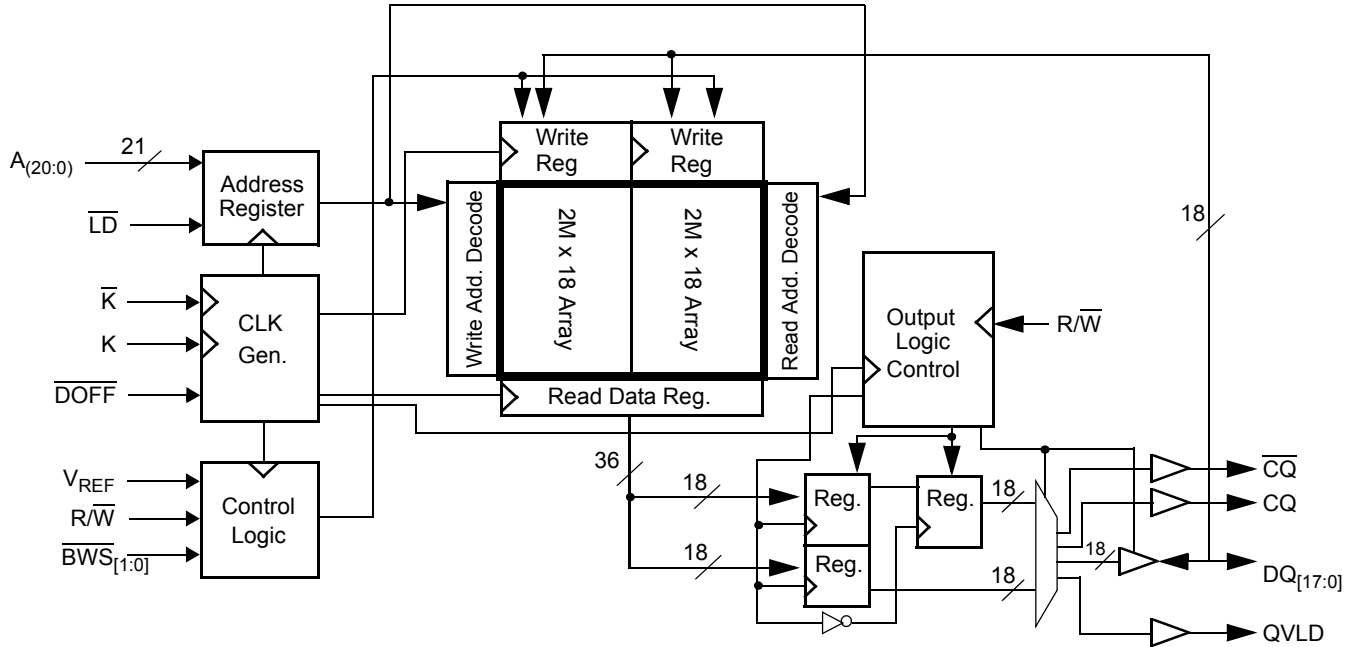 A(20:0)
21
LD
Address
Register
K
K
DOFF
CLK
Gen.
VREF
R/W
BWS[1:0]
Control
Logic
Write
Reg
Write
Reg
Write Add. Decode
2M x 18 Array
2M x 18 Array
Read Add. Decode
Read Data Reg.
18
Output
Logic
Control
R/W
36
18
18
Reg.
Reg.
Reg.
18
18
18
CQ
CQ
DQ[17:0]
QVLD